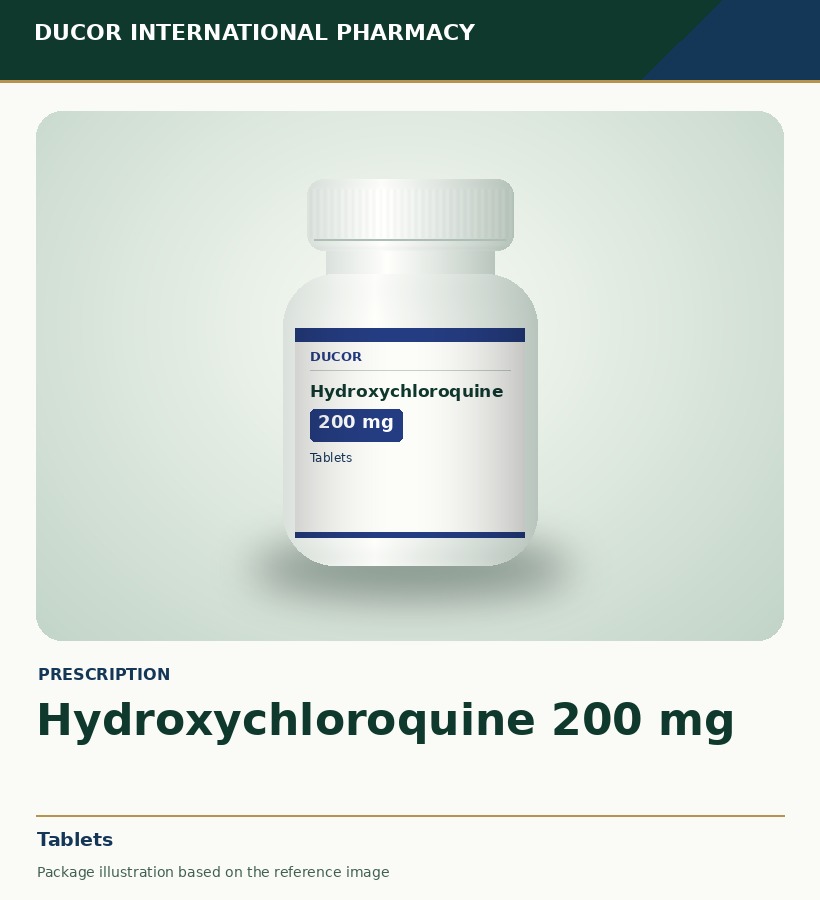 DUCOR INTERNATIONAL PHARMACY
DUCOR
Hydroxychloroquine
200 mg
Tablets
PRESCRIPTION
Hydroxychloroquine 200 mg
Tablets
Package illustration based on the reference image